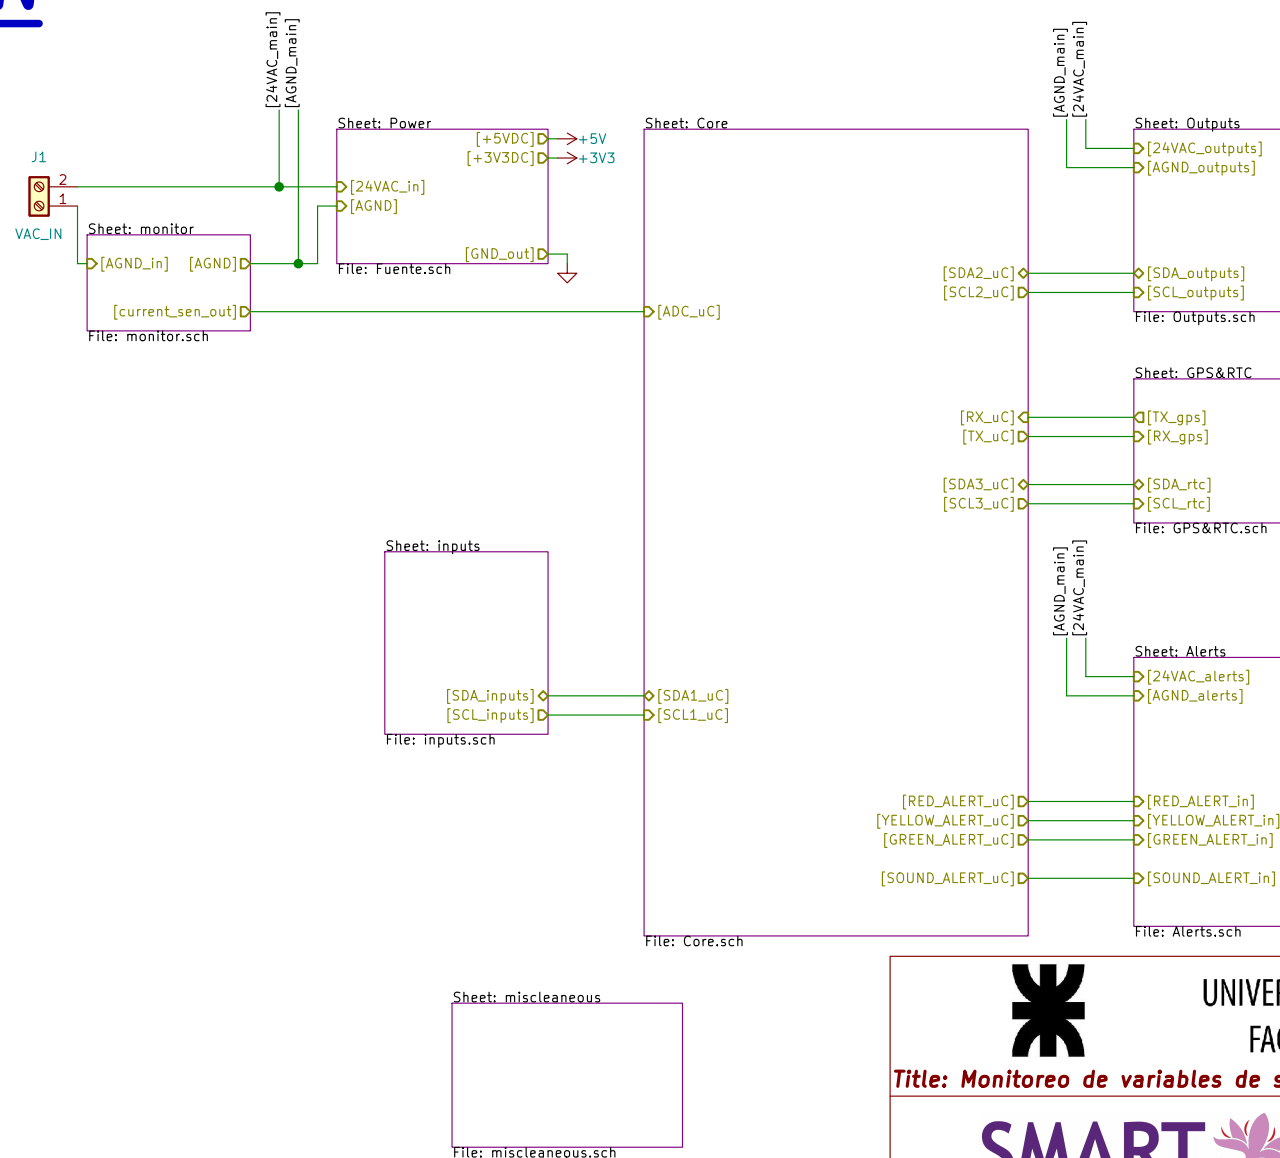 [24VAC_main]
[AGND_main]
[AGND_main]
[24VAC_main]
Sheet: Power
Sheet: Core
Sheet: Outputs
[+5VDC]
+5V
[24VAC_outputs]
J1
[+3V3DC]
+3V3
[AGND_outputs]
2
[24VAC_in]
1
[AGND]
VAC_IN
Sheet: monitor
[GND_out]
[AGND_in]
[AGND]
File: Fuente.sch
[SDA2_uC]
[SDA_outputs]
[SCL2_uC]
[SCL_outputs]
[current_sen_out]
[ADC_uC]
File: Outputs.sch
File: monitor.sch
Sheet: GPS&RTC
[RX_uC]
[TX_gps]
[TX_uC]
[RX_gps]
[SDA3_uC]
[SDA_rtc]
[SCL3_uC]
[SCL_rtc]
File: GPS&RTC.sch
Sheet: inputs
[AGND_main]
[24VAC_main]
Sheet: Alerts
[24VAC_alerts]
[SDA_inputs]
[SDA1_uC]
[AGND_alerts]
[SCL_inputs]
[SCL1_uC]
File: inputs.sch
[RED_ALERT_uC]
[RED_ALERT_in]
[YELLOW_ALERT_uC]
[YELLOW_ALERT_in]
[GREEN_ALERT_uC]
[GREEN_ALERT_in]
[SOUND_ALERT_uC]
[SOUND_ALERT_in]
File: Alerts.sch
File: Core.sch
Sheet: miscleaneous
Title: Monitoreo de variables de
SMART
File: miscleaneous.sch